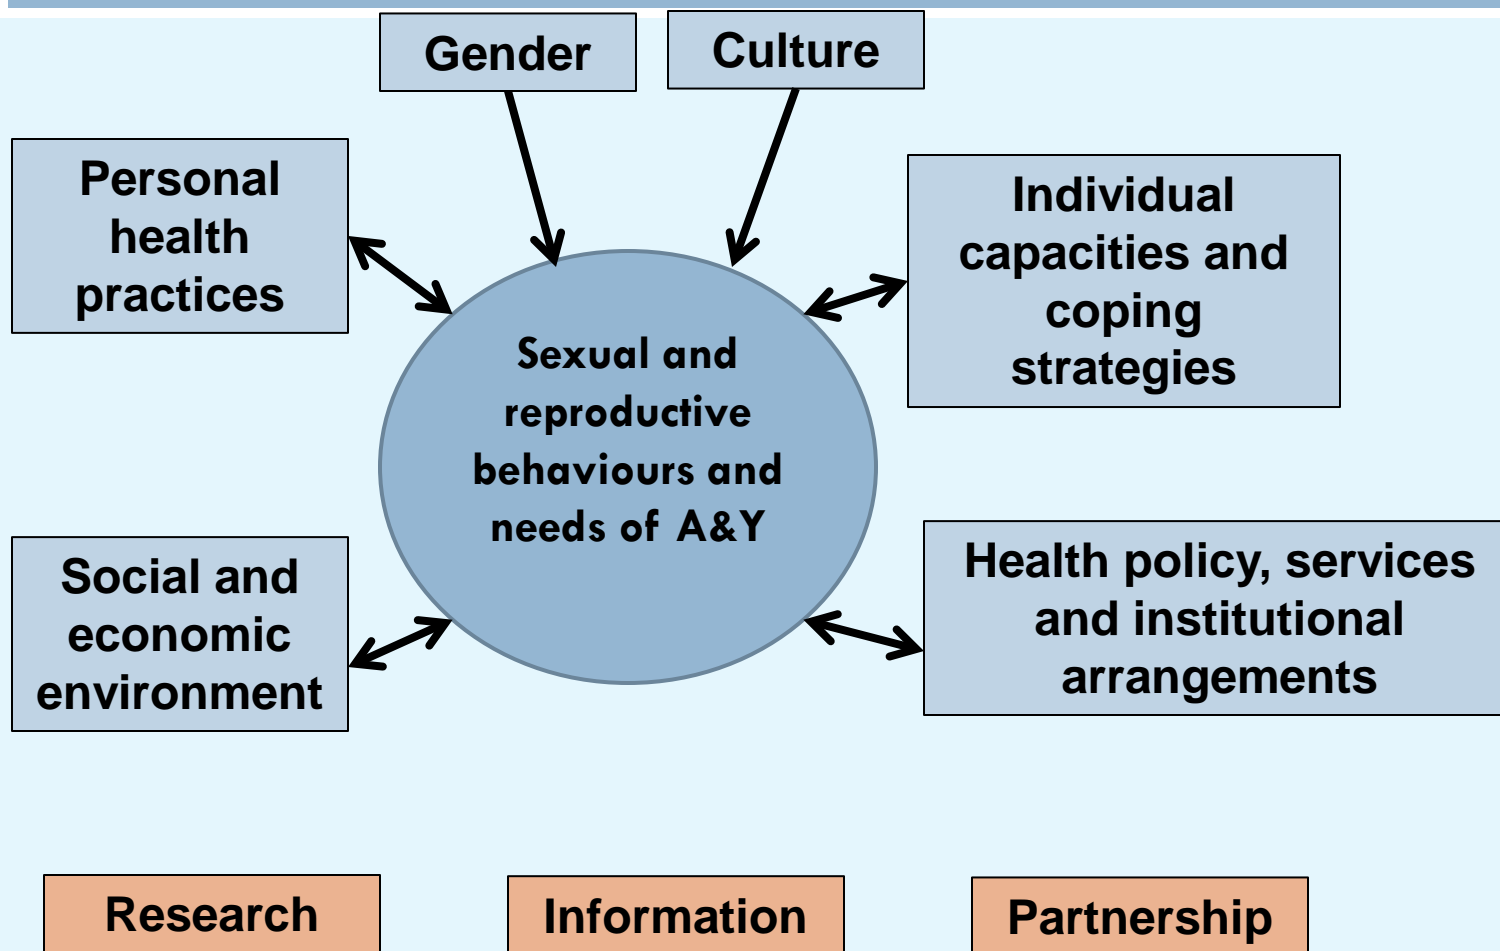 Gender
Culture
Personal
health
practices
Individual
capacities and
coping
strategies
Sexual and
reproductive
behaviours and
needs of A&Y
Social and
economic
environment
Health policy, services
and institutional
arrangements
Research
Information
Partnership